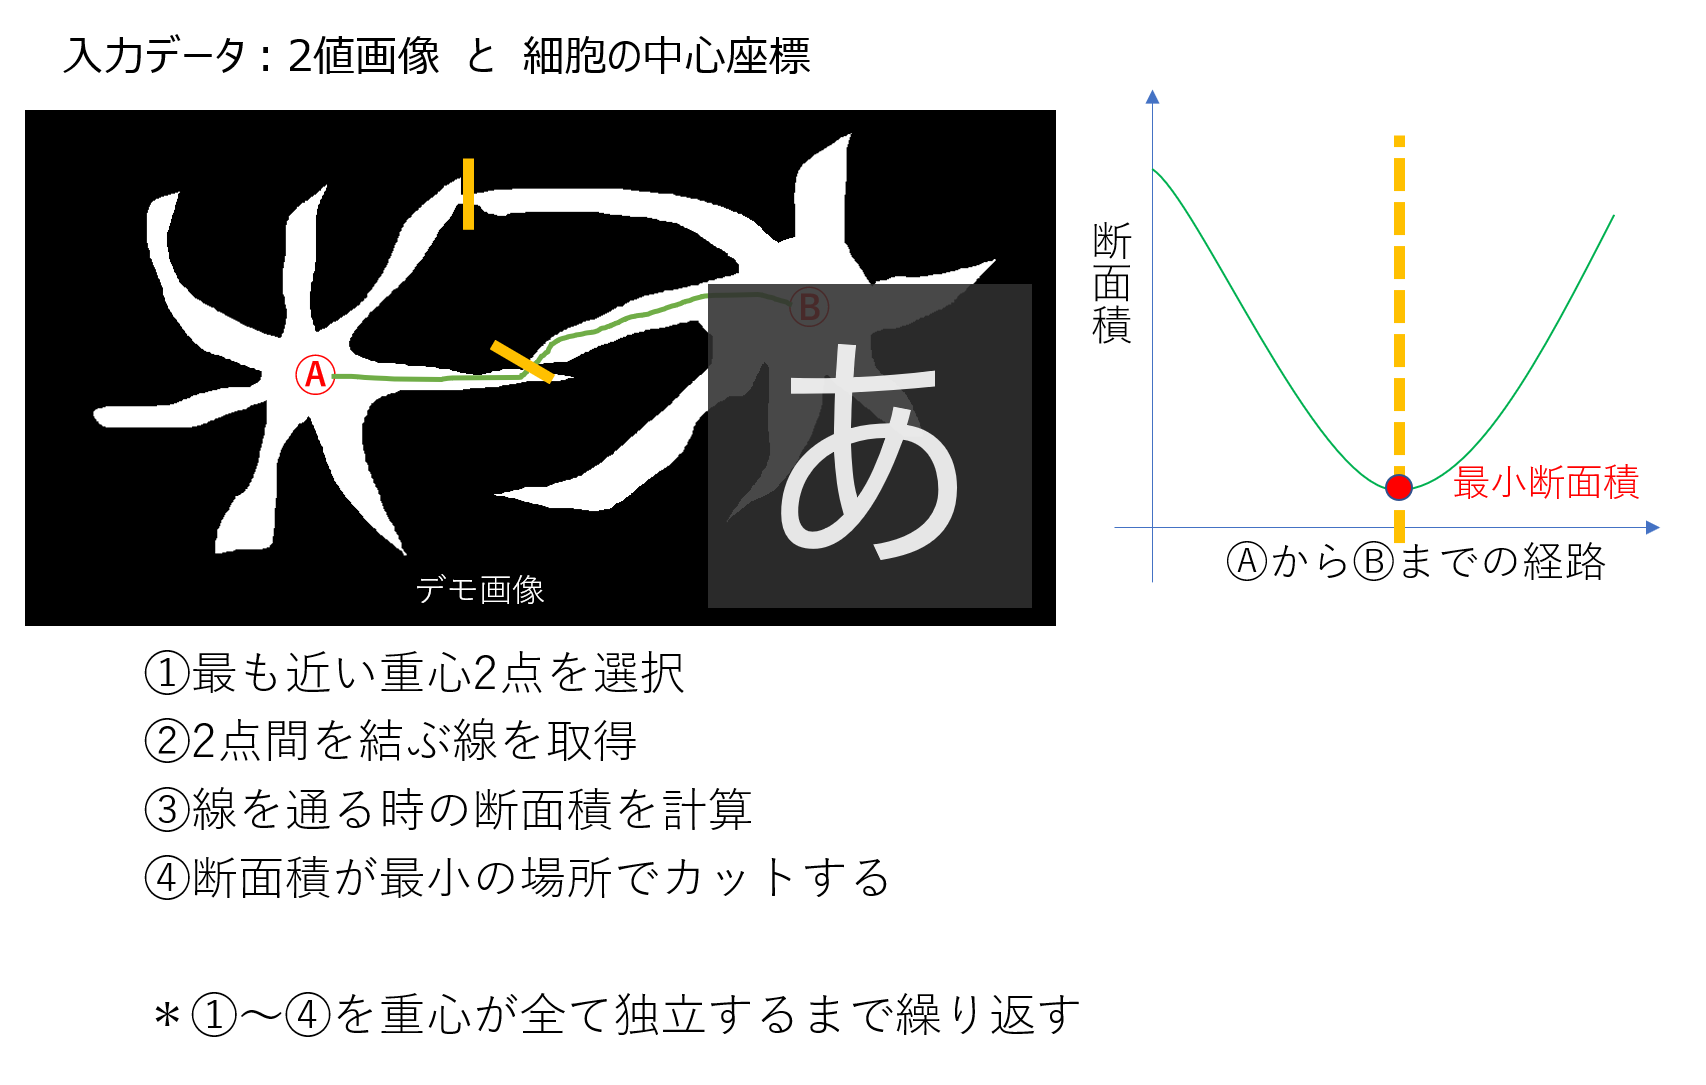 入力データ：2値画像 と 細胞の中心座標
Ⓐ
Ⓑ
あ
デモ画像
断面積
最小断面積
ⒶからⒷまでの経路
①最も近い重心2点を選択
②2点間を結ぶ線を取得
③線を通る時の断面積を計算
④断面積が最小の場所でカットする
＊①～④を重心が全て独立するまで繰り返す